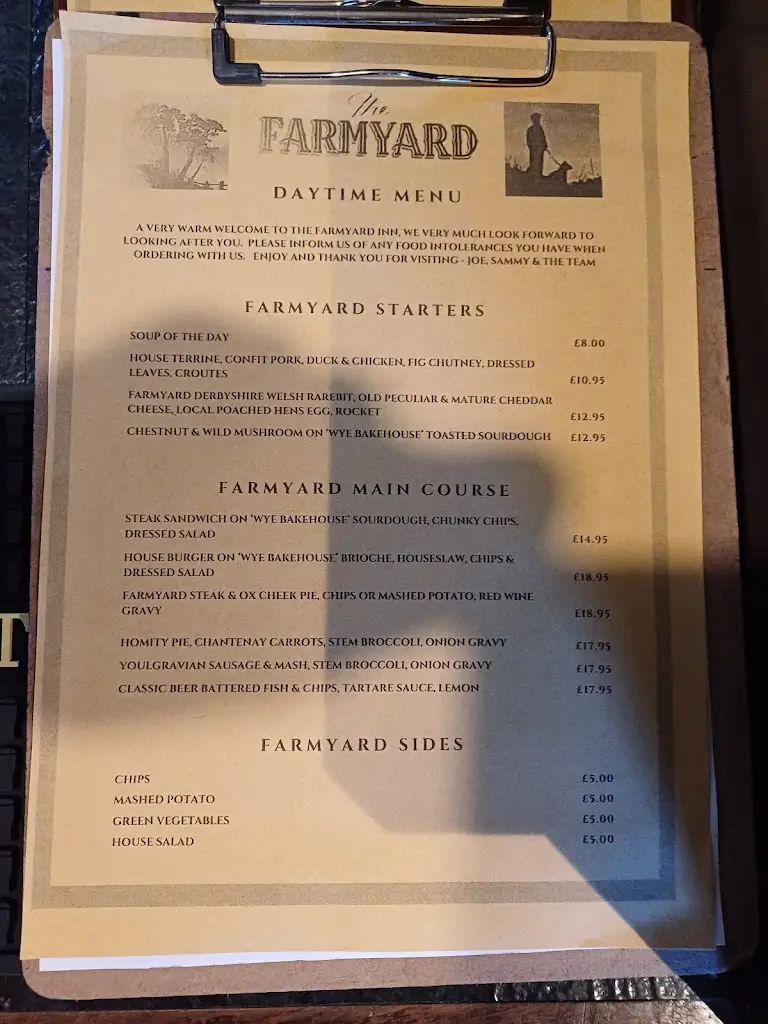 The
FARMYARD
DAYTIME MENU
A VERY WARM WELCOME TO THE FARMYARD INN, WE VERY MUCH LOOK FORWARD TO
LOOKING AFTER YOU. PLEASE INFORM US OF ANY FOOD INTOLERANCES YOU HAVE WHEN
ORDERING WITH US. ENJOY AND THANK YOU FOR VISITING - JOE, SAMMY & THE TEAM
FARMYARD STARTERS
SOUP OF THE DAY £8.00
HOUSE TERRINE, CONFIT PORK, DUCK & CHICKEN, FIG CHUTNEY, DRESSED
LEAVES, CROUTES £10.95
FARMYARD DERBYSHIRE WELSH RAREBIT, OLD PECULIAR & MATURE CHEDDAR
CHEESE, LOCAL POACHED HENS EGG, ROCKET £12.95
CHESTNUT & WILD MUSHROOM ON 'WYE BAKEHOUSE' TOASTED SOURDOUGH £12.95
FARMYARD MAIN COURSE
STEAK SANDWICH ON 'WYE BAKEHOUSE' SOURDOUGH, CHUNKY CHIPS,
DRESSED SALAD £14.95
HOUSE BURGER ON 'WYE BAKEHOUSE' BRIOCHE, HOUSESLAW, CHIPS &
DRESSED SALAD £18.95
FARMYARD STEAK & OX CHEEK PIE, CHIPS OR MASHED POTATO, RED WINE
GRAVY £18.95
HOMITY PIE, CHANTENAY CARROTS, STEM BROCCOLI, ONION GRAVY £17.95
YOULGRAVIAN SAUSAGE & MASH, STEM BROCCOLI, ONION GRAVY £17.95
CLASSIC BEER BATTERED FISH & CHIPS, TARTARE SAUCE, LEMON £17.95
FARMYARD SIDES
CHIPS £5.00
MASHED POTATO £5.00
GREEN VEGETABLES £5.00
HOUSE SALAD £5.00